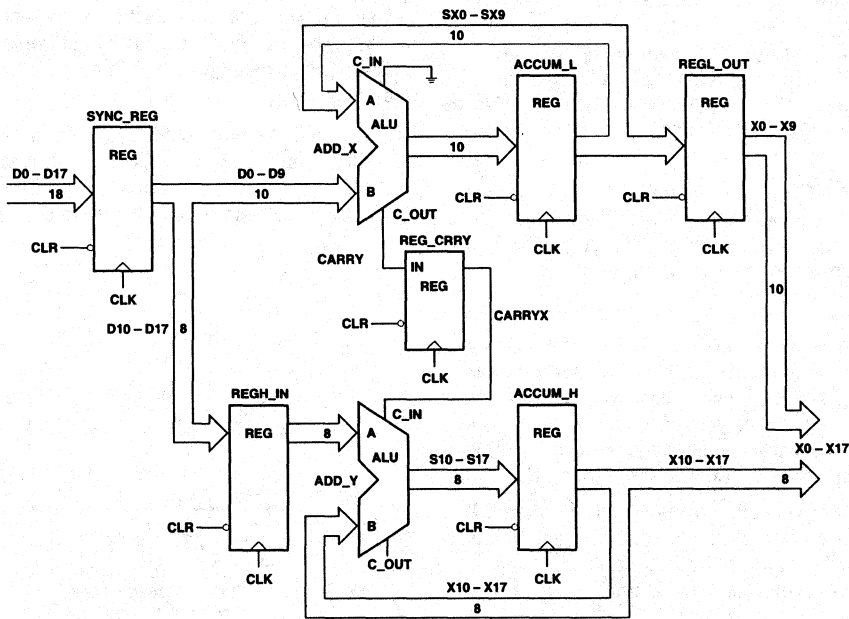 SX0 – SX9
10
C_IN
ACCUM_L
REGL_OUT
A
REG
REG
SYNC_REG
ALU
X0 – X9
REG
ADD_X
10
D0 – D17
D0 – D9
18
10
B
CLR
CLR
C_OUT
CLR
CARRY
REG_CRRY
CLK
CLK
IN
REG
CLK
10
CARRYX
D10 – D17
8
CLR
CLK
REGH_IN
C_IN
ACCUM_H
REG
8
A
REG
X0 – X17
ALU
S10 – S17
X10 – X17
ADD_Y
8
8
CLR
B
CLR
C_OUT
CLK
CLK
X10 – X17
8